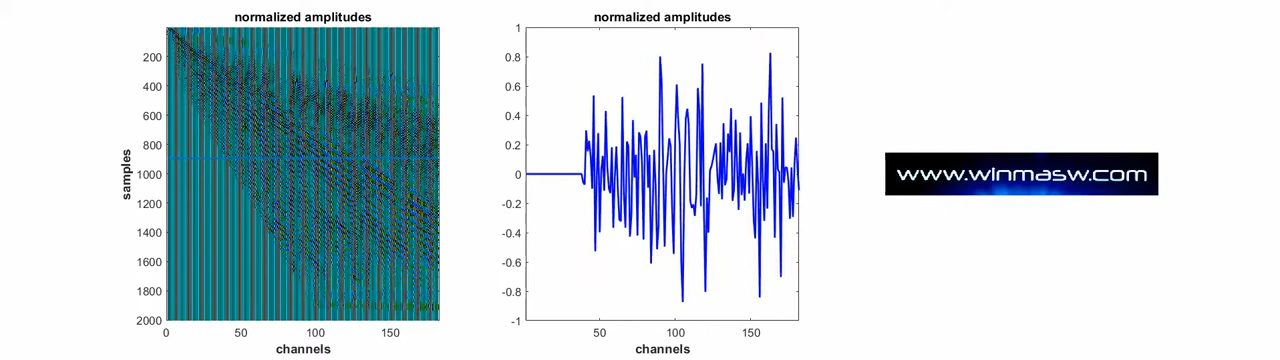 normalized amplitudes
200
400
600
800
1000
1200
1400
1600
1800
2000
samples
0 50 100 150
channels
normalized amplitudes
1
0.8
0.6
0.4
0.2
0
-0.2
-0.4
-0.6
-0.8
-1
50 100 150
channels
www.winmasw.com